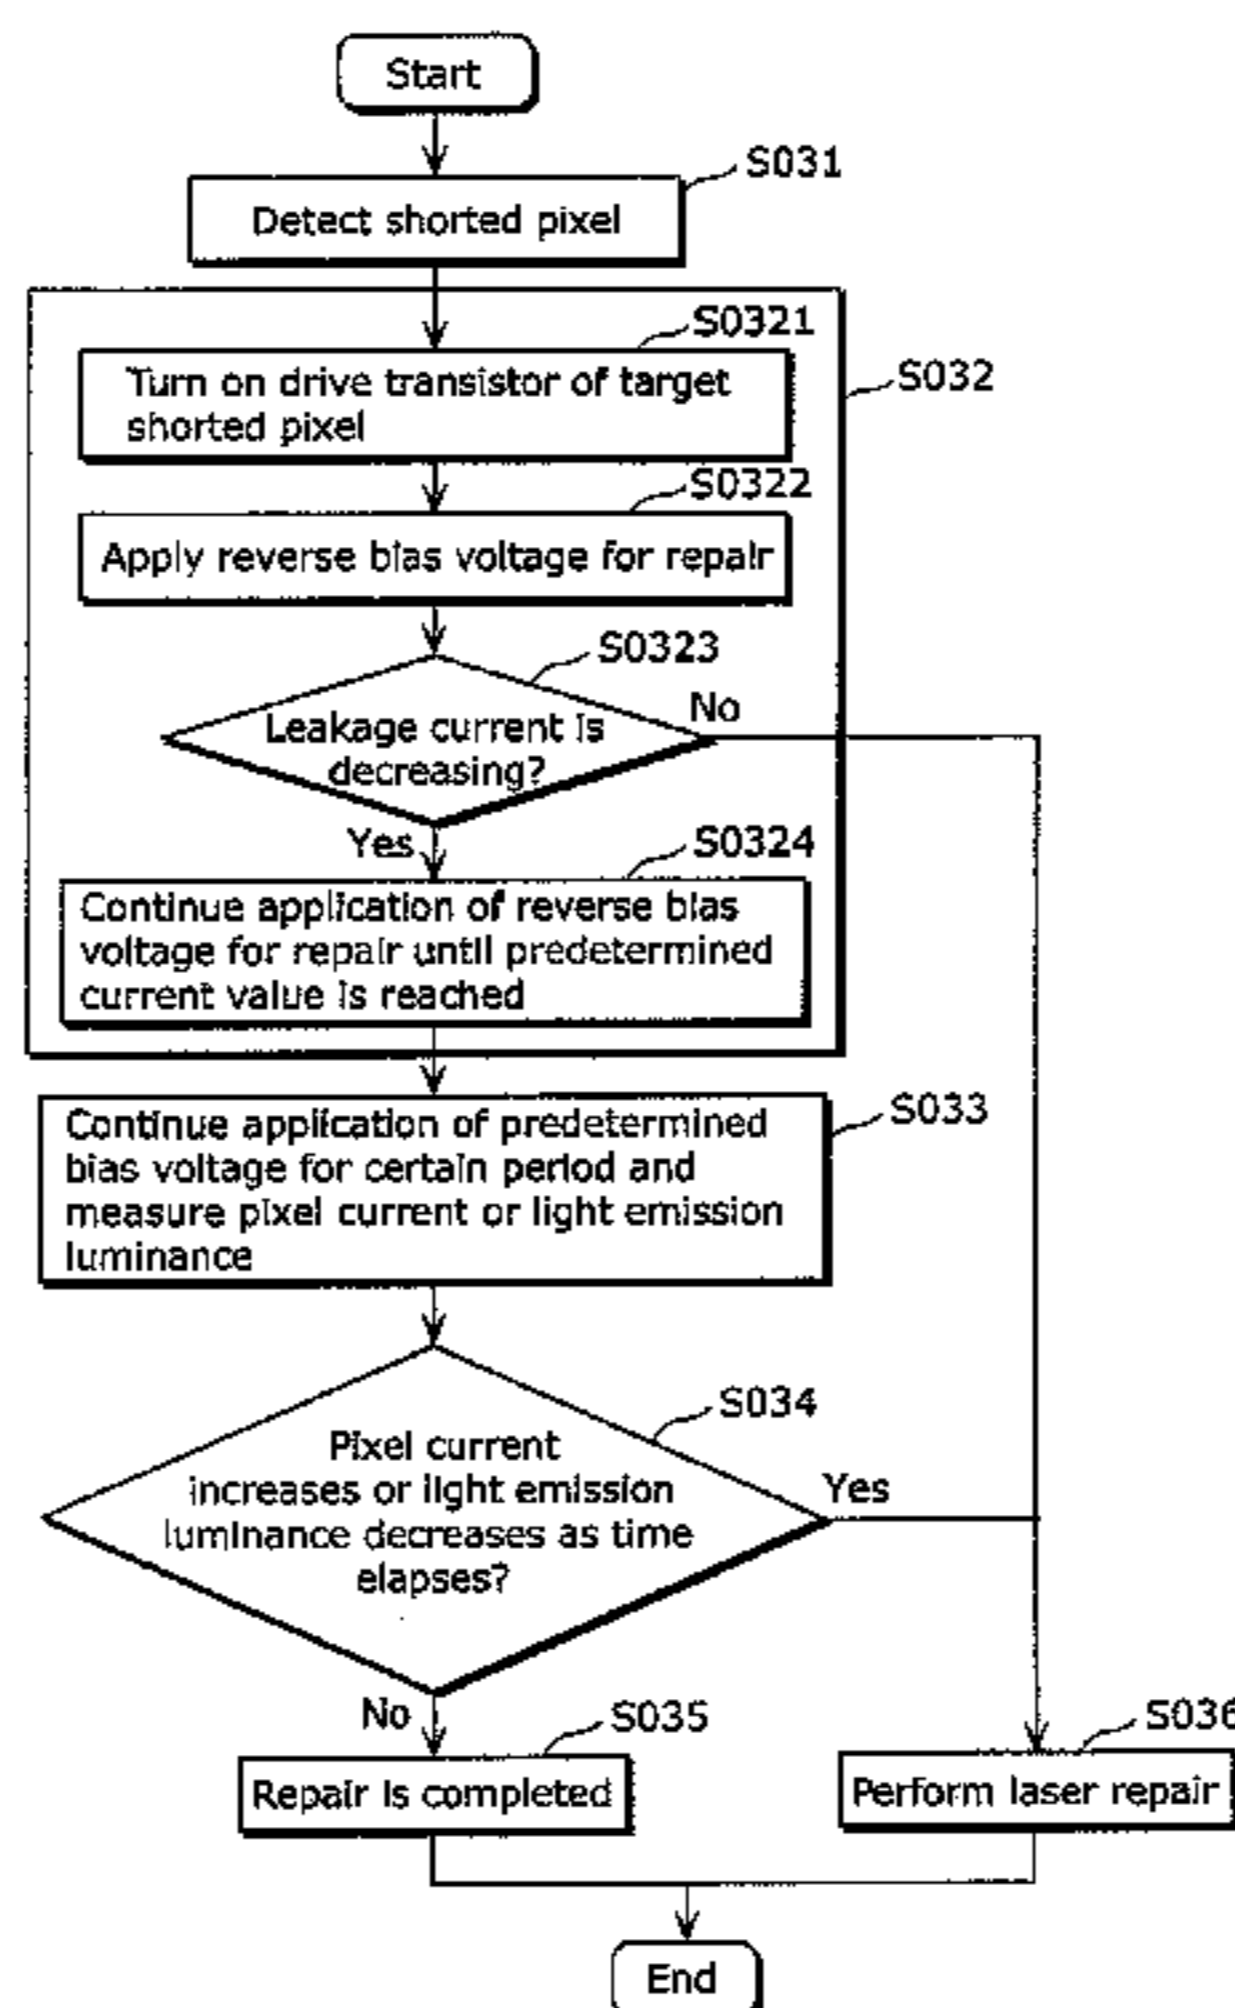 Start
S031
Detect shorted pixel
S0321
S032
Turn on drive transistor of target
shorted pixel
S0322
Apply reverse bias voltage for repair
S0323
No
Leakage current is
decreasing?
Yes
S0324
Continue application of reverse bias
voltage for repair until predetermined
current value is reached
S033
Continue application of predetermined
bias voltage for certain period and
measure pixel current or light emission
luminance
S034
Pixel current
increases or light emission
luminance decreases as time
elapses?
Yes
No
S035
S036
Repair is completed
Perform laser repair
End